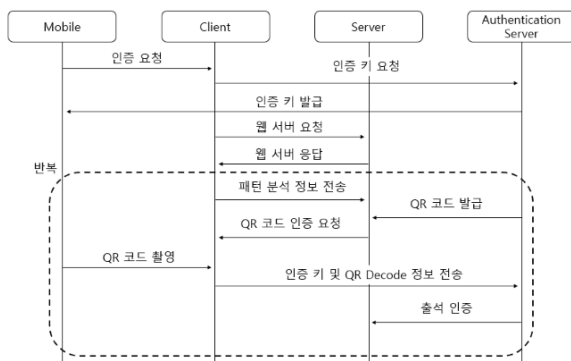 Mobile
Client
Server
Authentication
Server
인증 요청
인증 키 요청
인증 키 발급
웹 서버 요청
웹 서버 응답
반복
패턴 분석 정보 전송
QR 코드 발급
QR 코드 인증 요청
QR 코드 촬영
인증 키 및 QR Decode 정보 전송
출석 인증